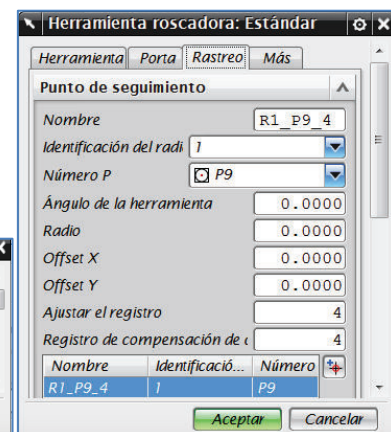 Herramienta roscadora: Estándar
Herramienta Porta Rastreo Más
Punto de seguimiento
Nombre R1_P9_4
Identificación del radi 1
Número P P9
Ángulo de la herramienta 0.0000
Radio 0.0000
Offset X 0.0000
Offset Y 0.0000
Ajustar el registro 4
Registro de compensación de c 4
Nombre Identificació... Número
R1_P9_4 1 P9
Aceptar Cancelar